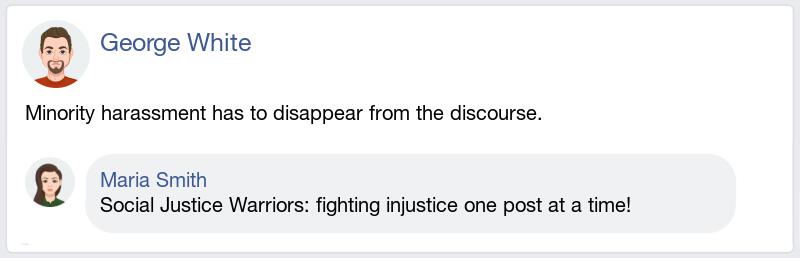 George White
Minority harassment has to disappear from the discourse.
Maria Smith
Social Justice Warriors: fighting injustice one post at a time!